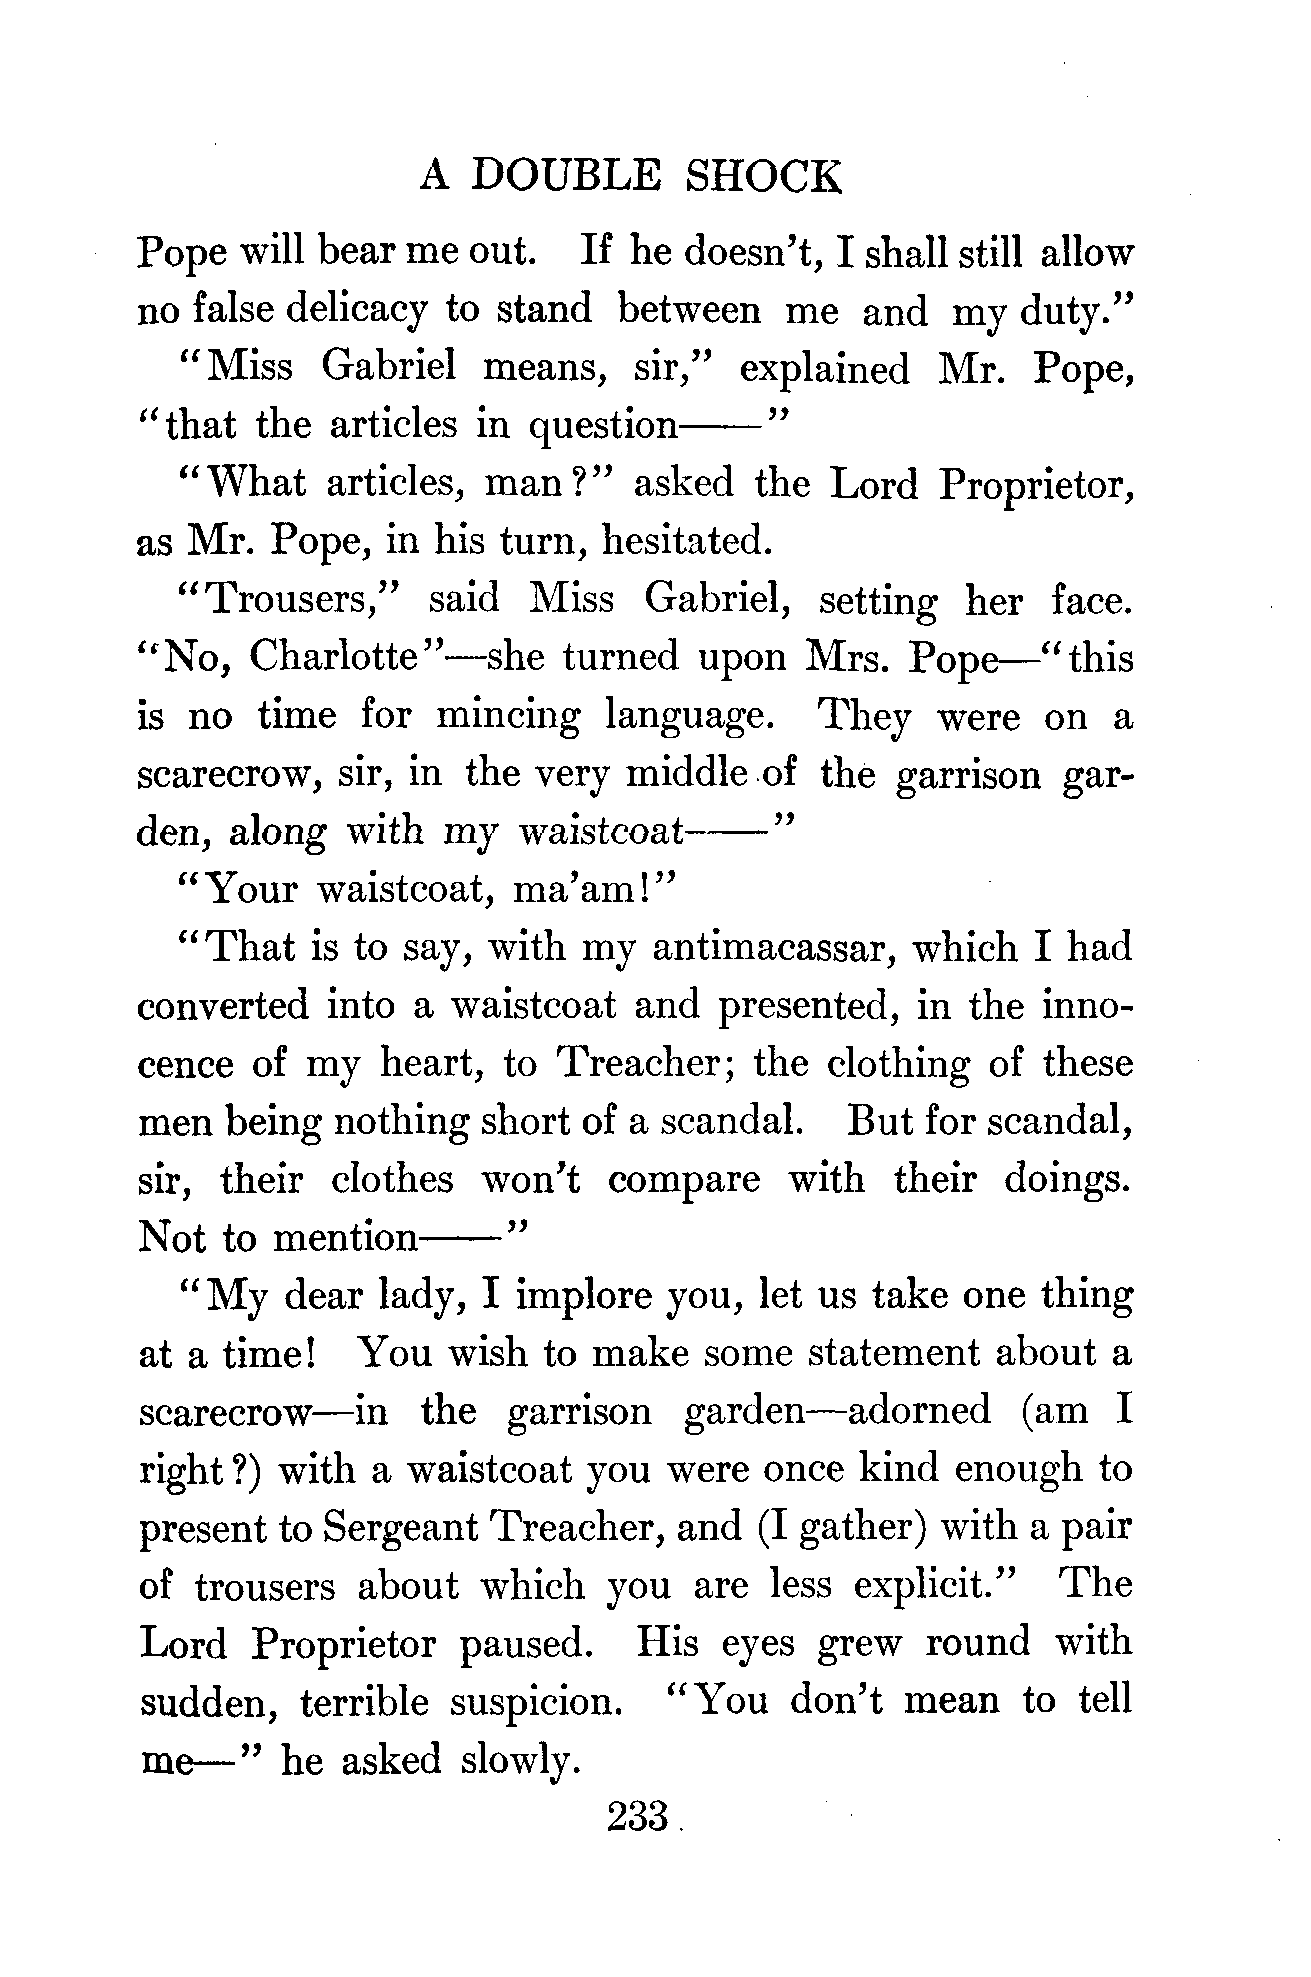 A DOUBLE SHOCK
Pope will bear me out. If he doesn't, I shall still allow
no false delicacy to stand between me and my duty."
"Miss Gabriel means, sir," explained Mr. Pope,
"that the articles in question——"
"What articles, man?" asked the Lord Proprietor,
as Mr. Pope, in his turn, hesitated.
"Trousers," said Miss Gabriel, setting her face.
"No, Charlotte"—she turned upon Mrs. Pope—"this
is no time for mincing language. They were on a
scarecrow, sir, in the very middle of the garrison gar-
den, along with my waistcoat——"
"Your waistcoat, ma'am!"
"That is to say, with my antimacassar, which I had
converted into a waistcoat and presented, in the inno-
cence of my heart, to Treacher; the clothing of these
men being nothing short of a scandal. But for scandal,
sir, their clothes won't compare with their doings.
Not to mention——"
"My dear lady, I implore you, let us take one thing
at a time! You wish to make some statement about a
scarecrow—in the garrison garden—adorned (am I
right?) with a waistcoat you were once kind enough to
present to Sergeant Treacher, and (I gather) with a pair
of trousers about which you are less explicit." The
Lord Proprietor paused. His eyes grew round with
sudden, terrible suspicion. "You don't mean to tell
me—" he asked slowly.
233